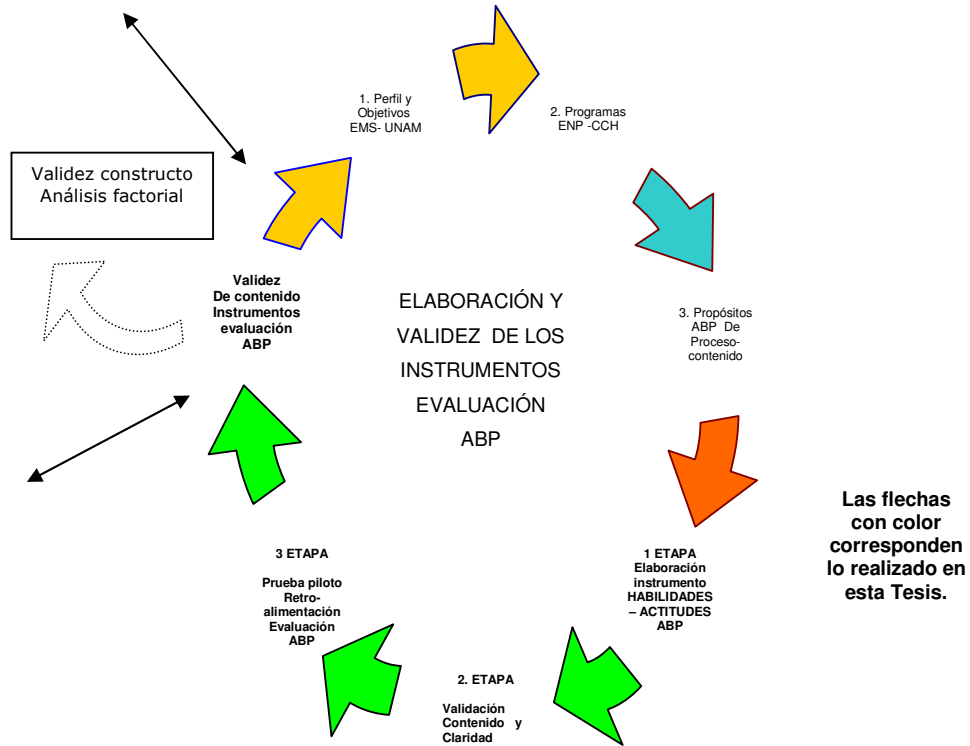 1. Perfil y
Objetivos
EMS- UNAM
2. Programas
ENP -CCH
Validez constructo
Análisis factorial
Validez
De contenido
Instrumentos
evaluación
ABP
ELABORACIÓN Y
VALIDEZ DE LOS
INSTRUMENTOS
EVALUACIÓN
ABP
3. Propósitos
ABP De
Proceso-
contenido
Las flechas
con color
corresponden
lo realizado en
esta Tesis.
1 ETAPA
Elaboración
instrumento
HABILIDADES
– ACTITUDES
ABP
2. ETAPA
Validación
Contenido y
Claridad
3 ETAPA
Prueba piloto
Retro-
alimentación
Evaluación
ABP